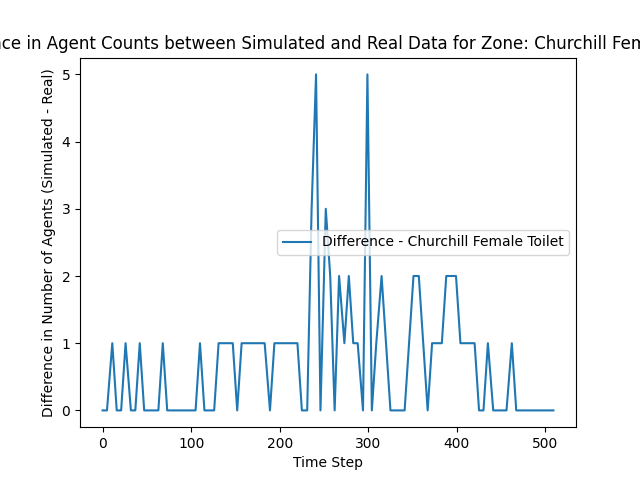 ce in Agent Counts between Simulated and Real Data for Zone: Churchill Fem
Difference in Number of Agents (Simulated - Real)
5
4
3
2
1
0
Difference - Churchill Female Toilet
0 100 200 300 400 500
Time Step